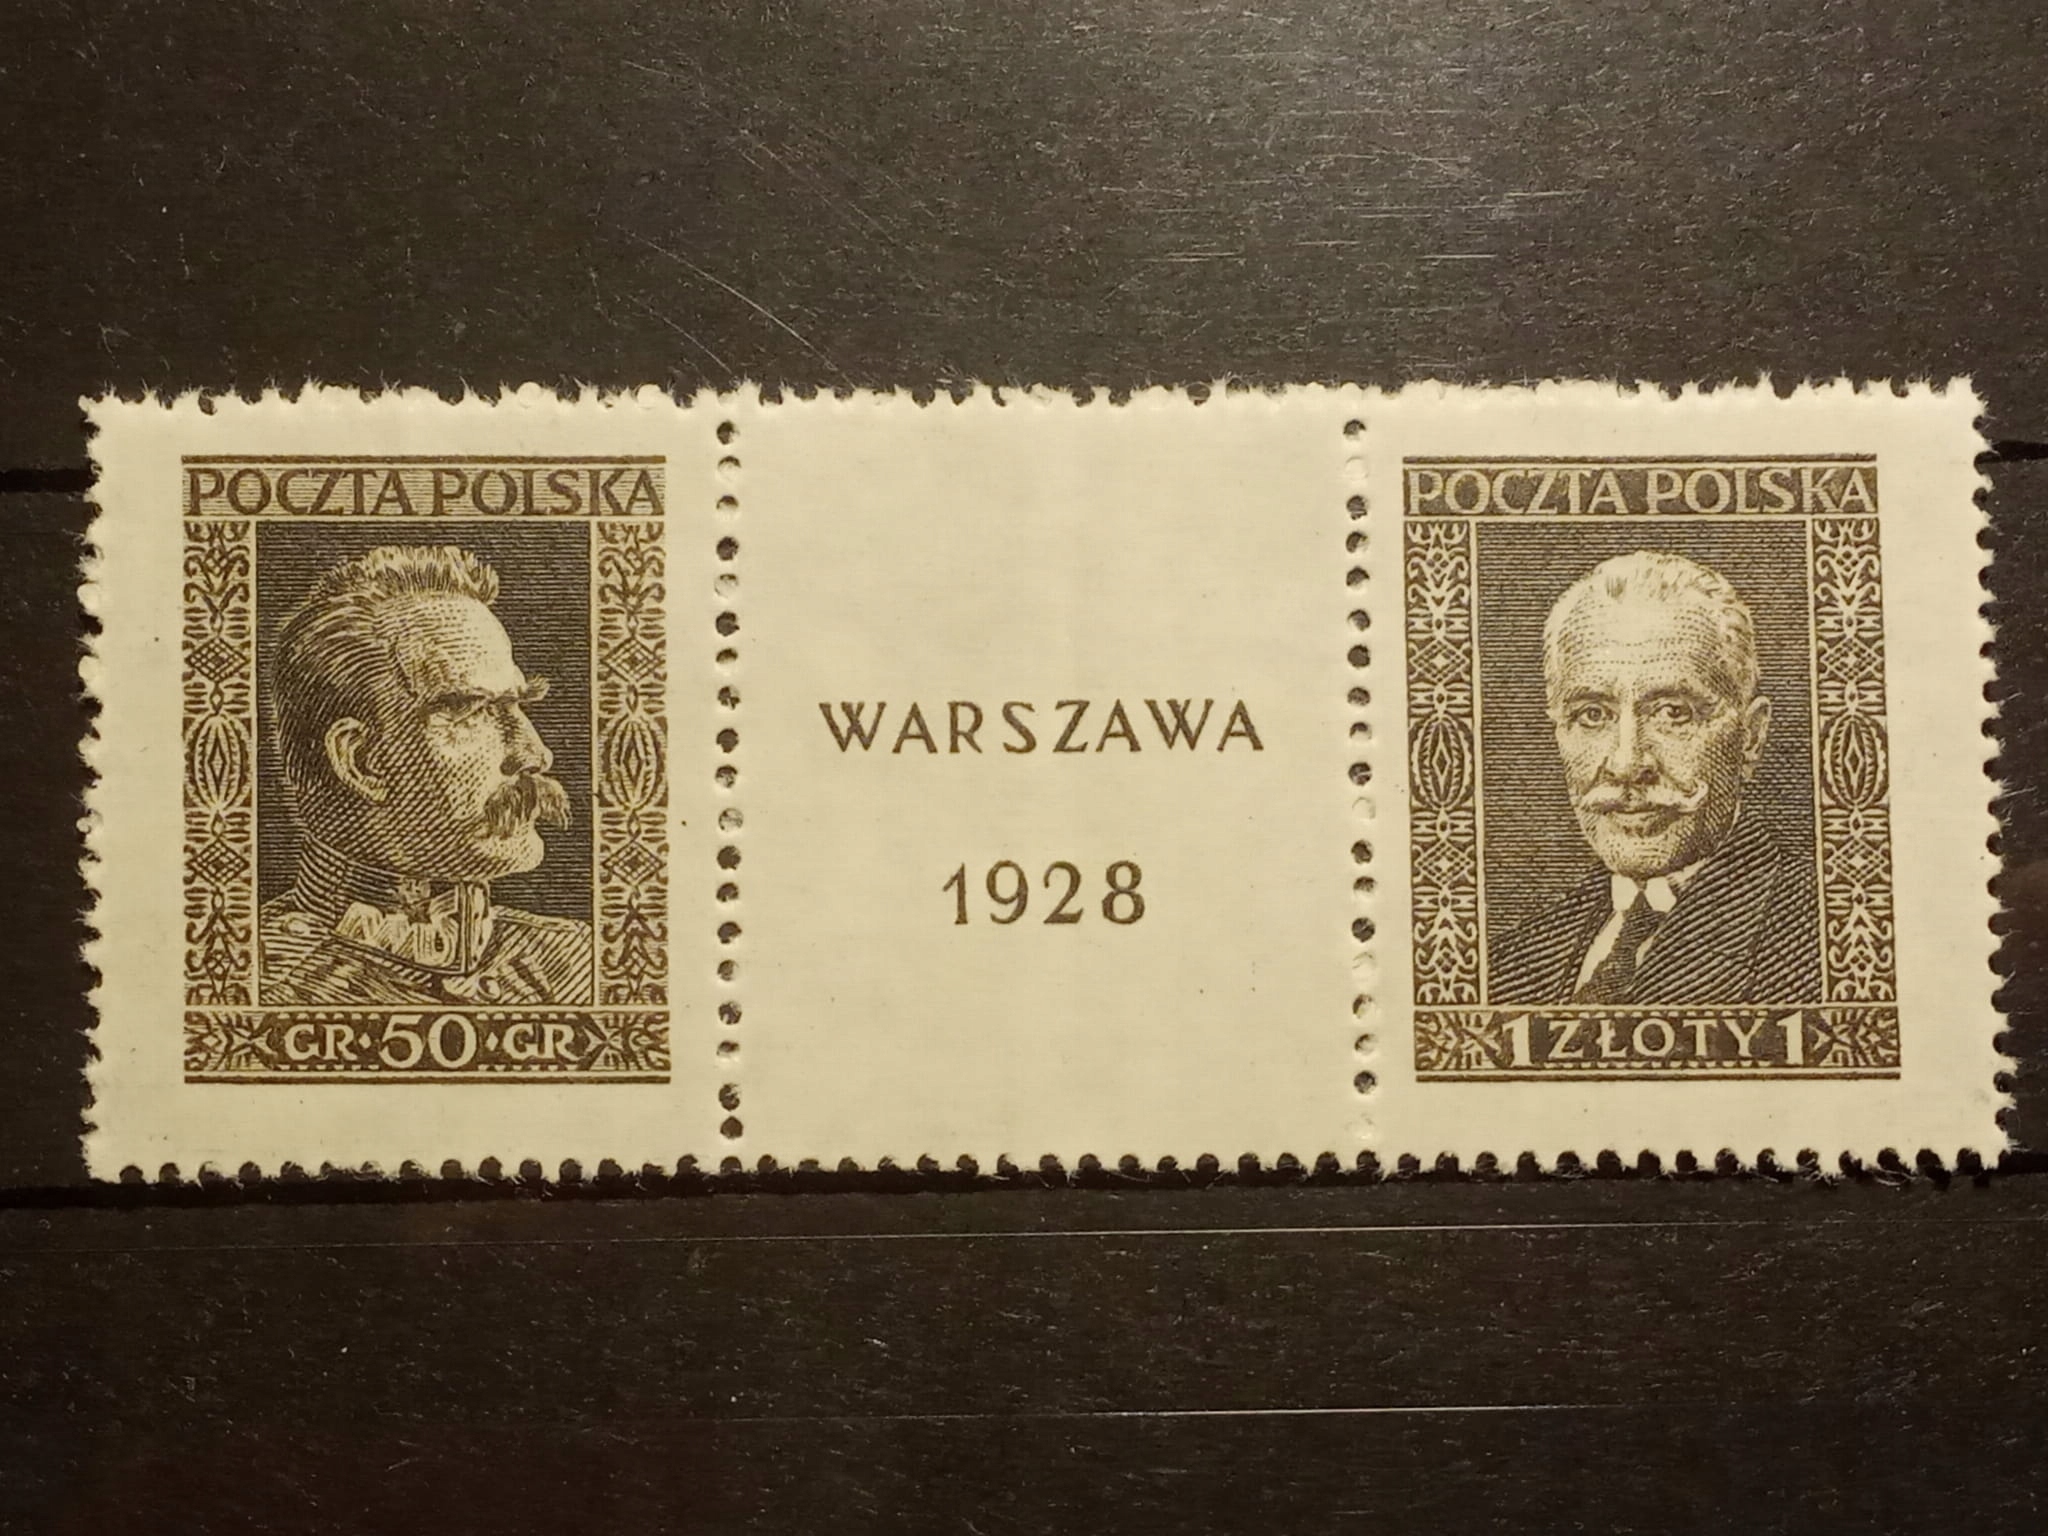 POCZTA POLSKA
GR·50·GR
WARSZAWA
1928
POCZTA POLSKA
1 ZŁOTY 1